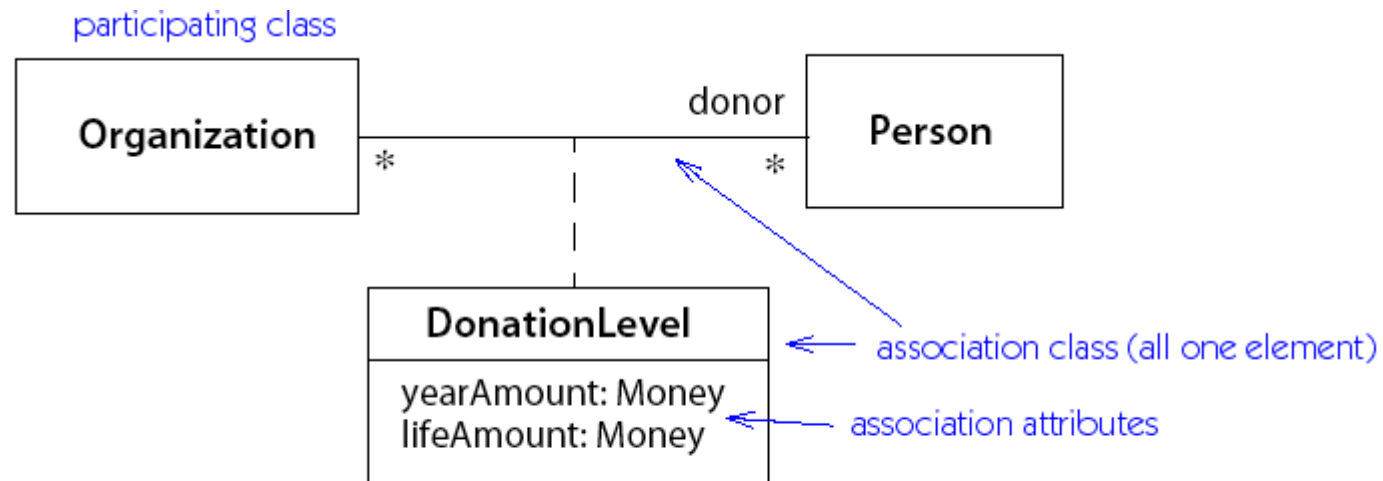 participating class
Organization
donor
Person
*
*
DonationLevel
association class (all one element)
yearAmount: Money
lifeAmount: Money
association attributes